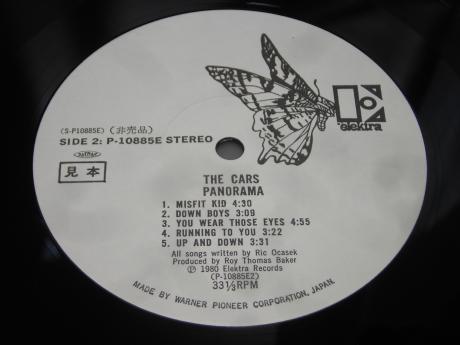 (S-P10885E) (非売品)
SIDE 2: P-10885E STEREO
見本
elektra
THE CARS
PANORAMA
1. MISFIT KID 4:30
2. DOWN BOYS 3:09
3. YOU WEAR THOSE EYES 4:55
4. RUNNING TO YOU 3:22
5. UP AND DOWN 3:31
All songs written by Ric Ocasek
Produced by Roy Thomas Baker
Ⓟ 1980 Elektra Records
(P-10885E2)
33⅓RPM
MADE BY WARNER PIONEER CORPORATION, JAPAN.